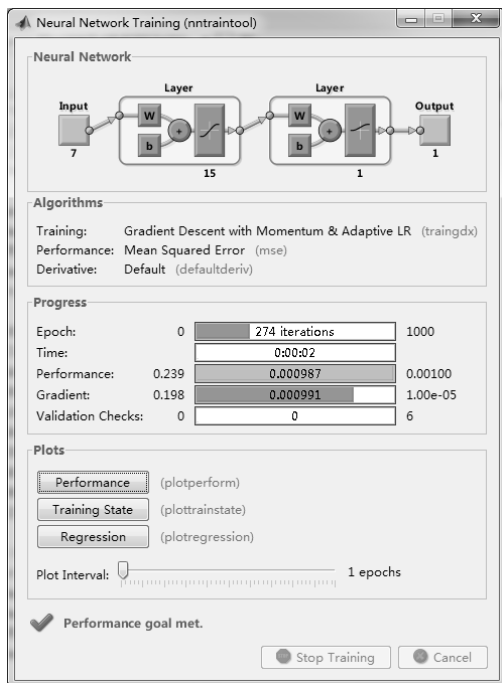 Neural Network Training (nntraintool)
Neural Network
Layer Layer
Input Output
W W
b b
7 15 1 1
Algorithms
Training: Gradient Descent with Momentum & Adaptive LR (traingdx)
Performance: Mean Squared Error (mse)
Derivative: Default (defaultderiv)
Progress
Epoch: 0 274 iterations 1000
Time: 0:00:02
Performance: 0.239 0.000987 0.00100
Gradient: 0.198 0.000991 1.00e-05
Validation Checks: 0 0 6
Plots
Performance (plotperform)
Training State (plottrainstate)
Regression (plotregression)
Plot Interval: 1 epochs
Performance goal met.
Stop Training Cancel